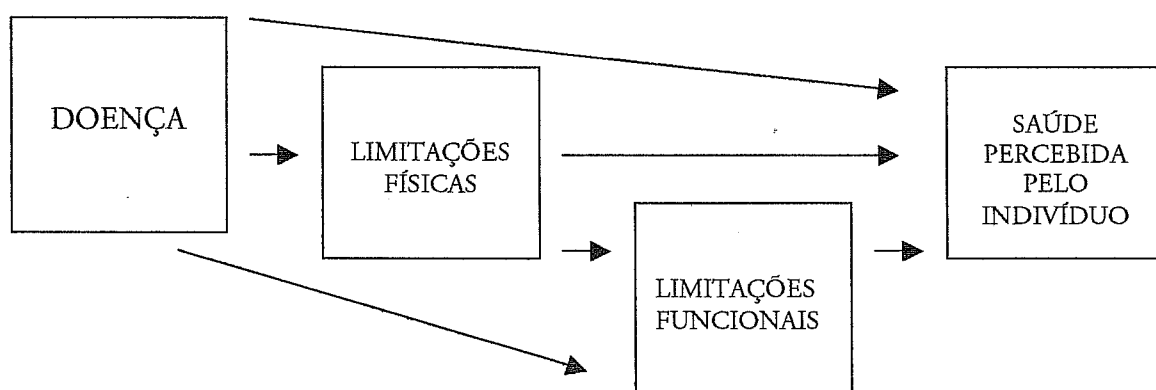 DOENÇA
LIMITAÇÕES
FÍSICAS
LIMITAÇÕES
FUNCIONAIS
SAÚDE
PERCEBIDA
PELO
INDIVÍDUO